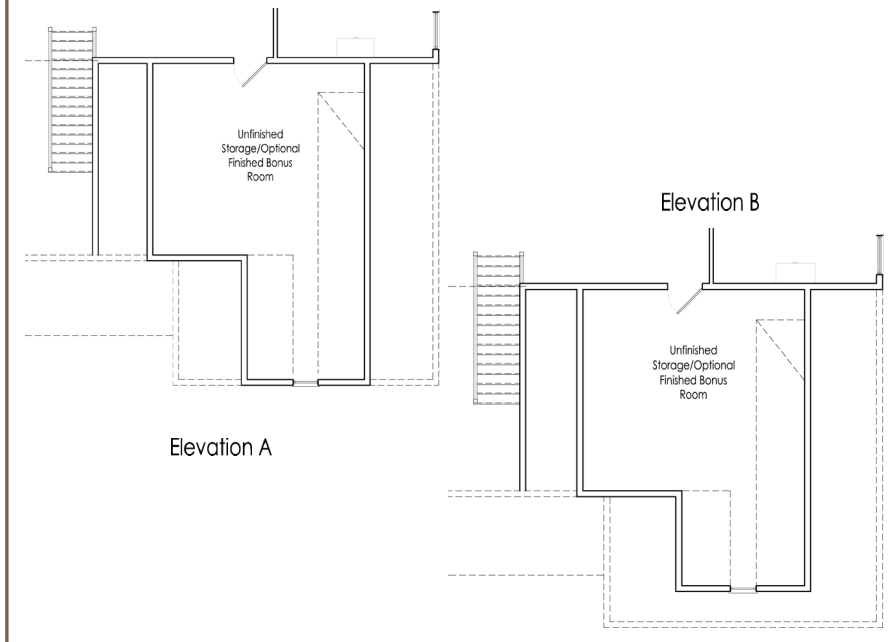 Unfinished
Storage/Optional
Finished Bonus
Room
Elevation A
Elevation B
Unfinished
Storage/Optional
Finished Bonus
Room